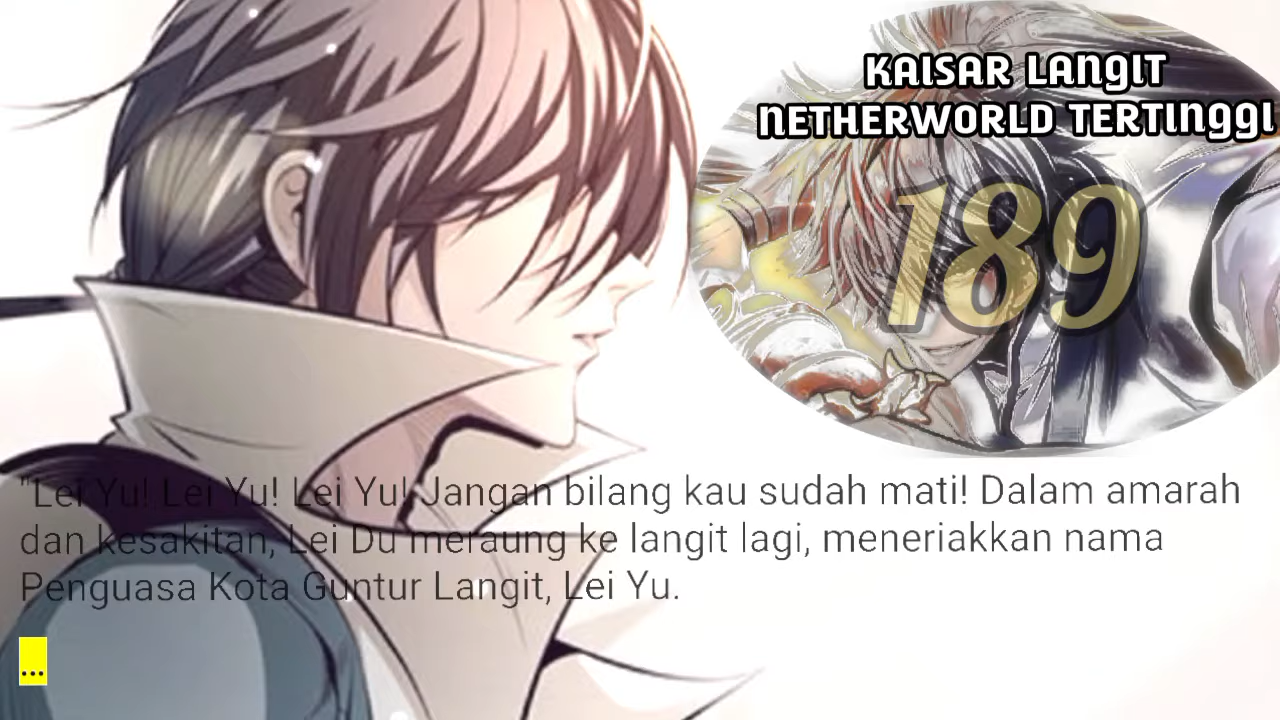 KAISAR LANGIT
NETHERWORLD TERTINGGI
189
"Lei Yu! Lei Yu! Lei Yu! Jangan bilang kau sudah mati! Dalam amarah
dan kesakitan, Lei Du meraung ke langit lagi, meneriakkan nama
Penguasa Kota Guntur Langit, Lei Yu.
...